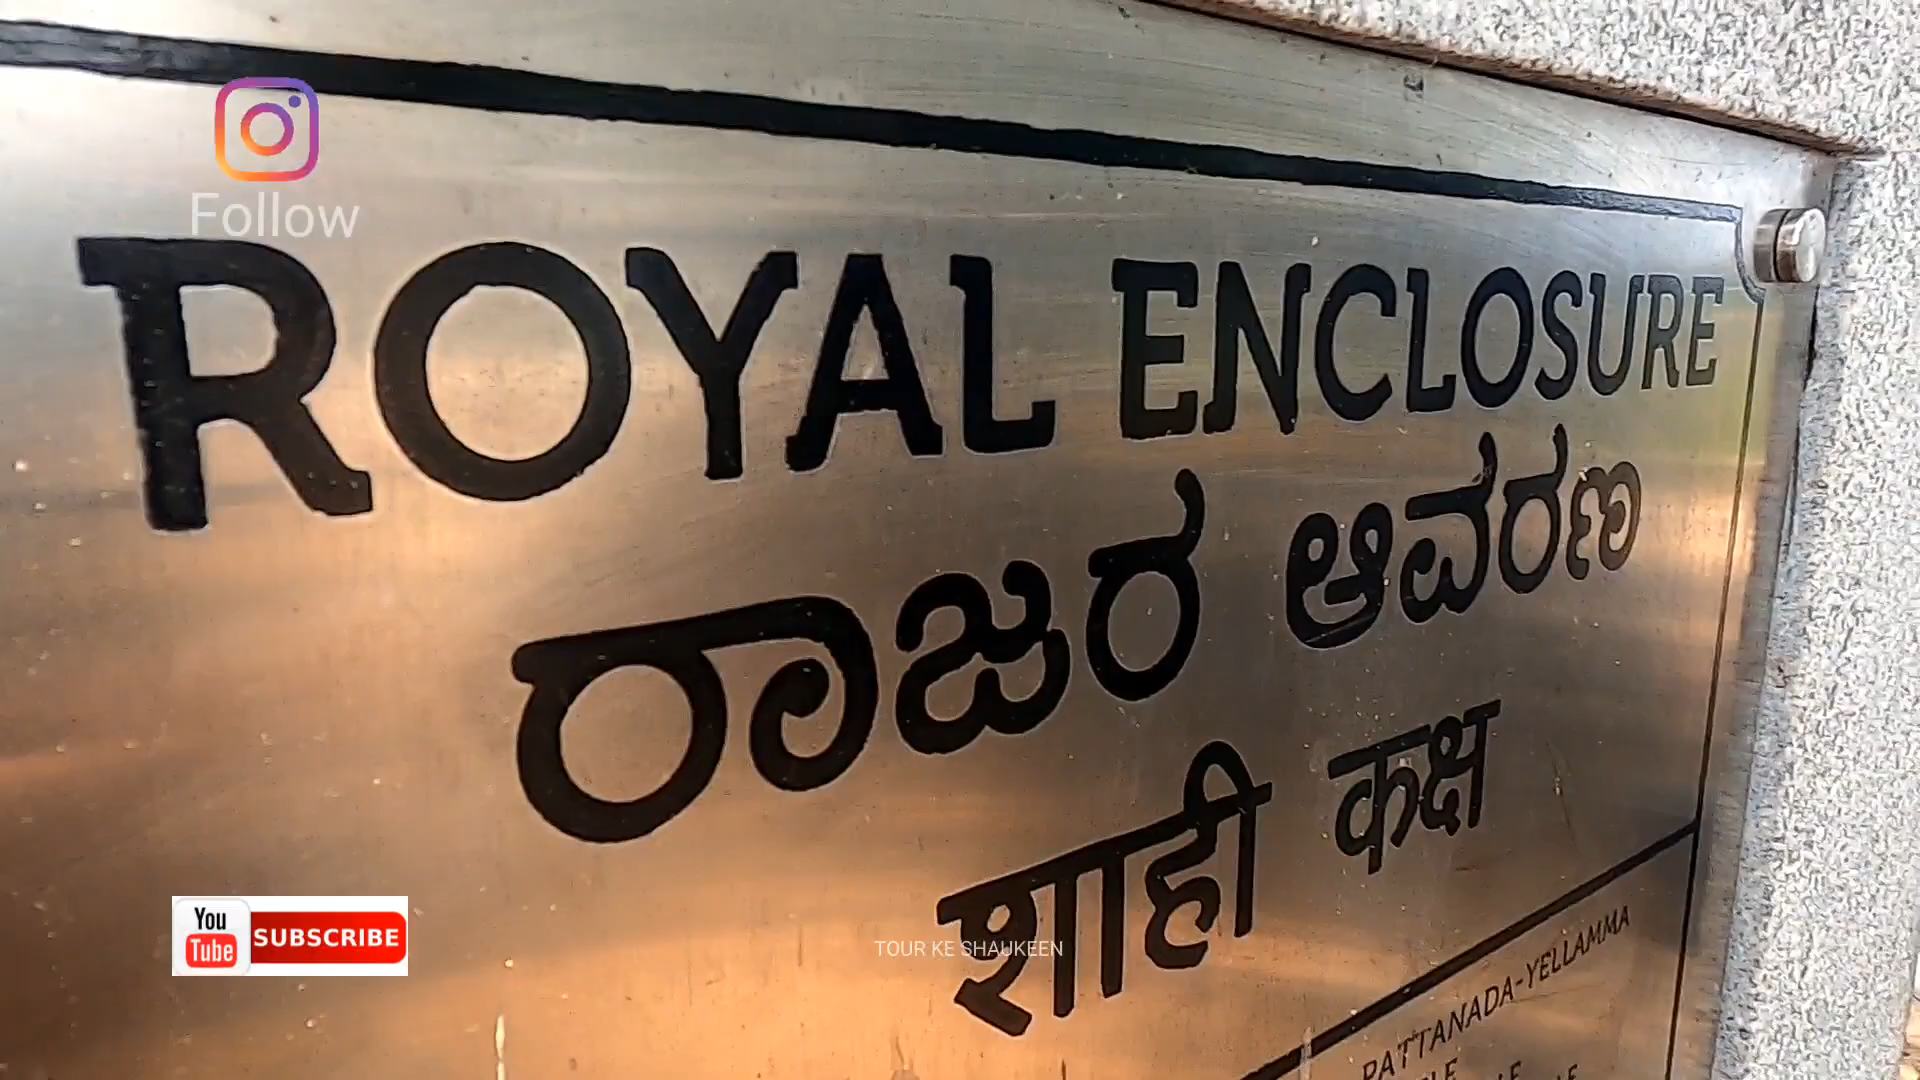 Follow
ROYAL ENCLOSURE
ರಾಜರ ಆವರಣ
शाही कक्ष
You
Tube SUBSCRIBE
TOUR KE SHAUKEEN
PATTANADA-YELLAMMA